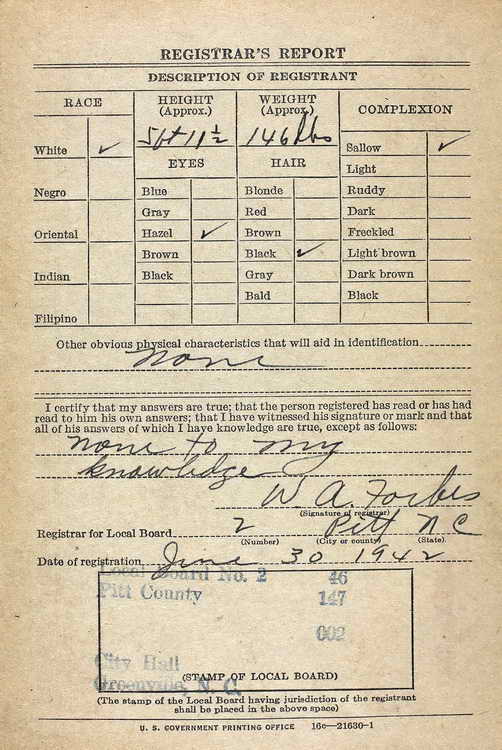 REGISTRAR'S REPORT
DESCRIPTION OF REGISTRANT
RACE
HEIGHT (Approx.)
WEIGHT (Approx.)
COMPLEXION
5 ft 11 ½
146 lbs
White ✓
Sallow ✓
EYES
HAIR
Light
Negro
Blue
Blonde
Ruddy
Gray
Red
Dark
Oriental
Hazel ✓
Brown
Freckled
Brown
Black ✓
Light brown
Indian
Black
Gray
Dark brown
Bald
Black
Filipino
Other obvious physical characteristics that will aid in identification
None
I certify that my answers are true; that the person registered has read or has had
read to him his own answers; that I have witnessed his signature or mark and that
all of his answers of which I have knowledge are true, except as follows:
none to my
knowledge
W A. Forbes
(Signature of registrar)
Registrar for Local Board 2 Pitt N C
(Number) (City or county) (State)
Date of registration June 30 1942
Local Board No. 2 46
Pitt County 147
002
City Hall
(STAMP OF LOCAL BOARD)
Greenville, N. C.
(The stamp of the Local Board having jurisdiction of the registrant
shall be placed in the above space)
U. S. GOVERNMENT PRINTING OFFICE 16c—21630-1